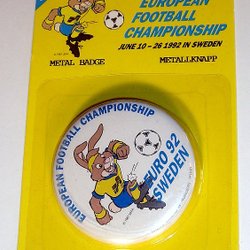 EUROPEAN
FOOTBALL
CHAMPIONSHIP
JUNE 10 - 26 1992 IN SWEDEN
METAL BADGE
METALLKNAPP
EUROPEAN FOOTBALL CHAMPIONSHIP
EURO 92
SWEDEN